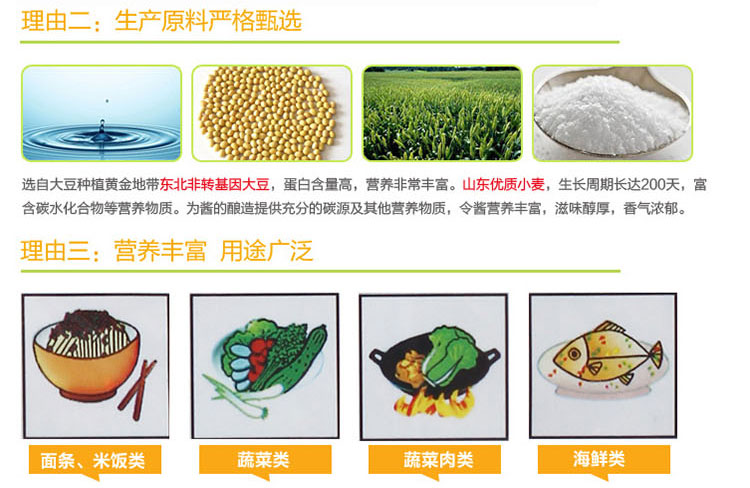 理由二：生产原料严格甄选
选自大豆种植黄金地带东北非转基因大豆，蛋白含量高，营养非常丰富。山东优质小麦，生长周期长达200天，富
含碳水化合物等营养物质。为酱的酿造提供充分的碳源及其他营养物质，令酱营养丰富，滋味醇厚，香气浓郁。
理由三：营养丰富 用途广泛
面条、米饭类
蔬菜类
蔬菜肉类
海鲜类